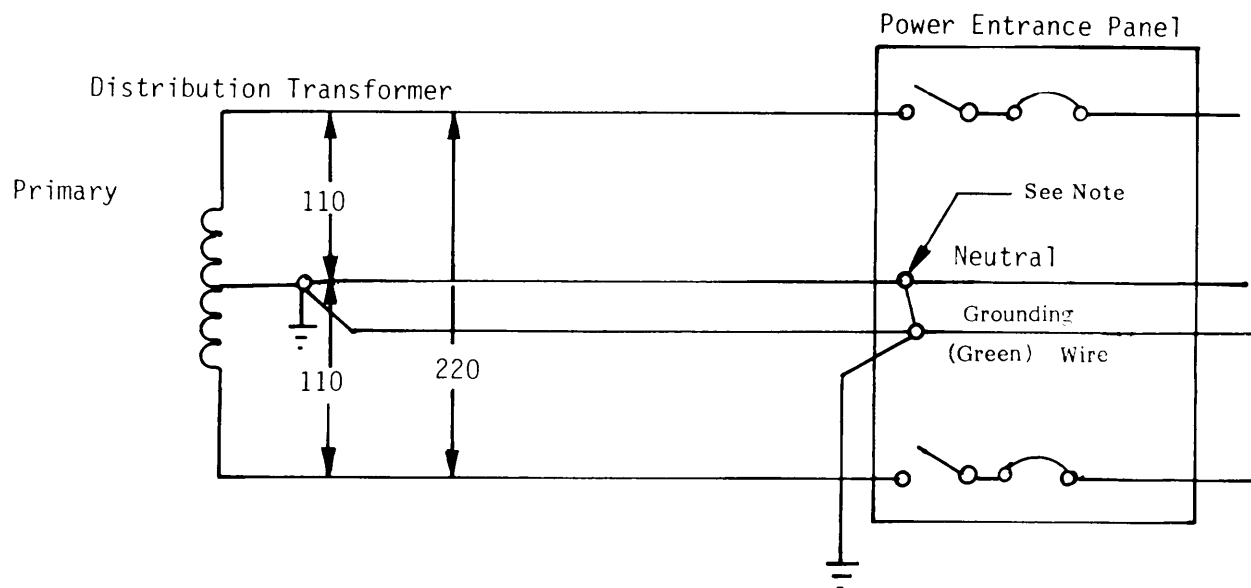 Power Entrance Panel
Distribution Transformer
Primary
110
See Note
Neutral
Grounding
(Green) Wire
220
110